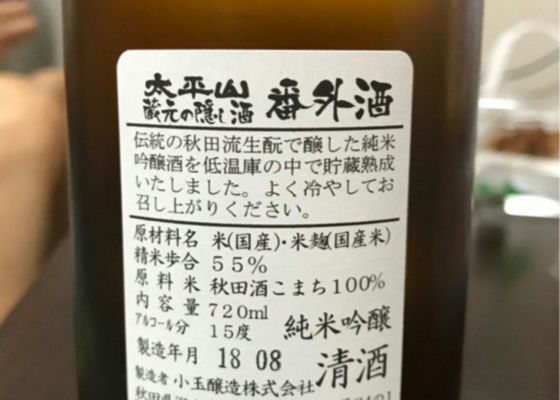 太平山
蔵元の隠し酒 番外酒
伝統の秋田流生酛で醸した純米
吟醸酒を低温庫の中で貯蔵熟成
いたしました。よく冷やしてお
召し上がりください。
原材料名 米(国産)・米麹(国産米)
精米歩合 55%
原料米 秋田酒こまち100%
内容量 720ml
アルコール分 15度 純米吟醸
製造年月 18 08 清酒
製造者 小玉醸造株式会社